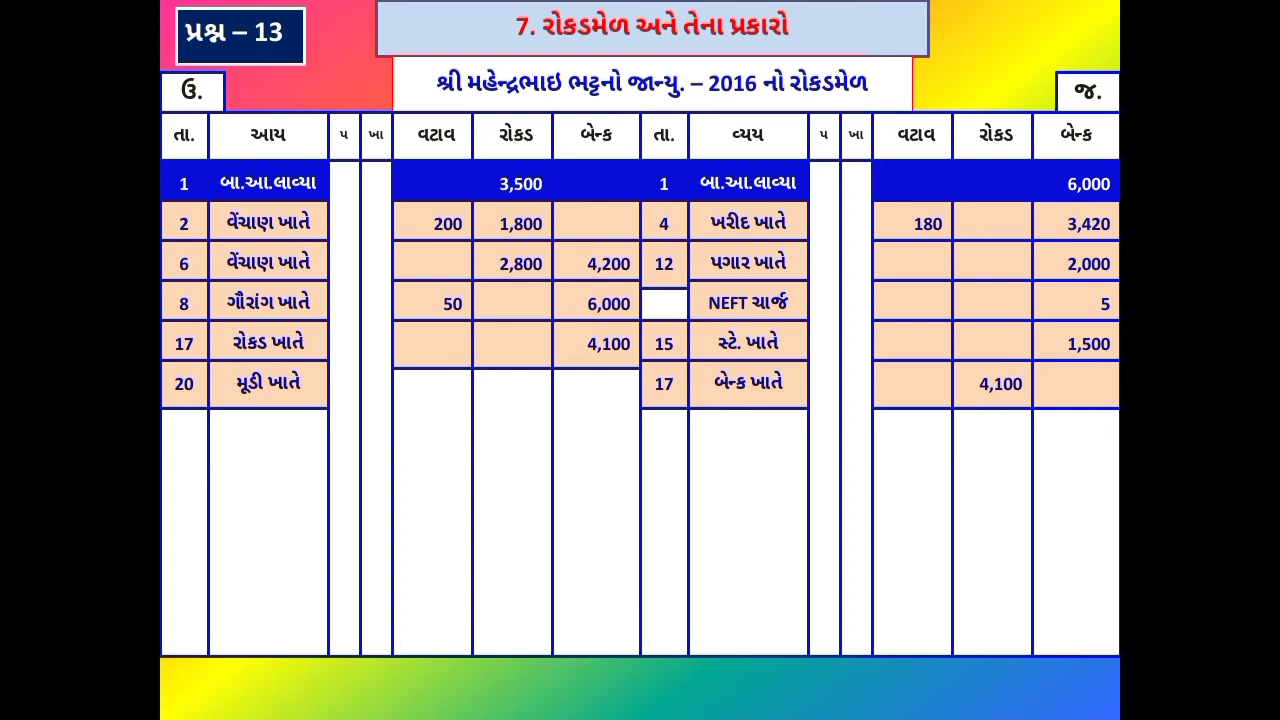 પ્રશ્ન – 13
7. રોકડમેળ અને તેના પ્રકારો
શ્રી મહેન્દ્રભાઇ ભટ્ટનો જાન્યુ. – 2016 નો રોકડમેળ
ઉ. જ.
તા. આય પ ખા વટાવ રોકડ બેન્ક તા. વ્યય પ ખા વટાવ રોકડ બેન્ક
1 બા.આ.લાવ્યા 3,500 1 બા.આ.લાવ્યા 6,000
2 વેંચાણ ખાતે 200 1,800 4 ખરીદ ખાતે 180 3,420
6 વેંચાણ ખાતે 2,800 4,200 12 પગાર ખાતે 2,000
8 ગૌરાંગ ખાતે 50 6,000 NEFT ચાર્જ 5
17 રોકડ ખાતે 4,100 15 સ્ટે. ખાતે 1,500
20 મૂડી ખાતે 17 બેન્ક ખાતે 4,100